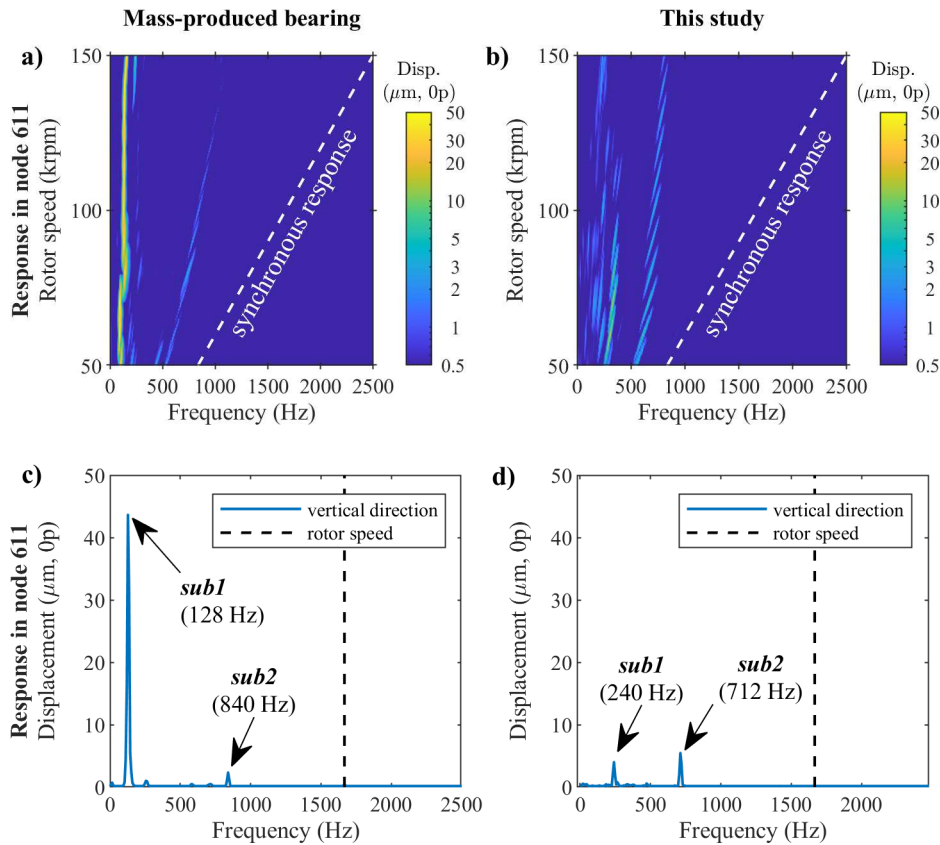 Mass-produced bearing
This study
a)
150
100
50
Response in node 611
Rotor speed (krpm)
synchronous response
0 500 1000 1500 2000 2500
Frequency (Hz)
Disp.
(μm, 0p)
50
30
20
10
5
3
2
1
0.5
b)
150
100
50
Rotor speed (krpm)
synchronous response
0 500 1000 1500 2000 2500
Frequency (Hz)
Disp.
(μm, 0p)
50
30
20
10
5
3
2
1
0.5
c)
50
40
30
20
10
0
Response in node 611
Displacement (μm, 0p)
vertical direction
rotor speed
sub1
(128 Hz)
sub2
(840 Hz)
0 500 1000 1500 2000 2500
Frequency (Hz)
d)
50
40
30
20
10
0
Displacement (μm, 0p)
vertical direction
rotor speed
sub1
(240 Hz)
sub2
(712 Hz)
0 500 1000 1500 2000
Frequency (Hz)